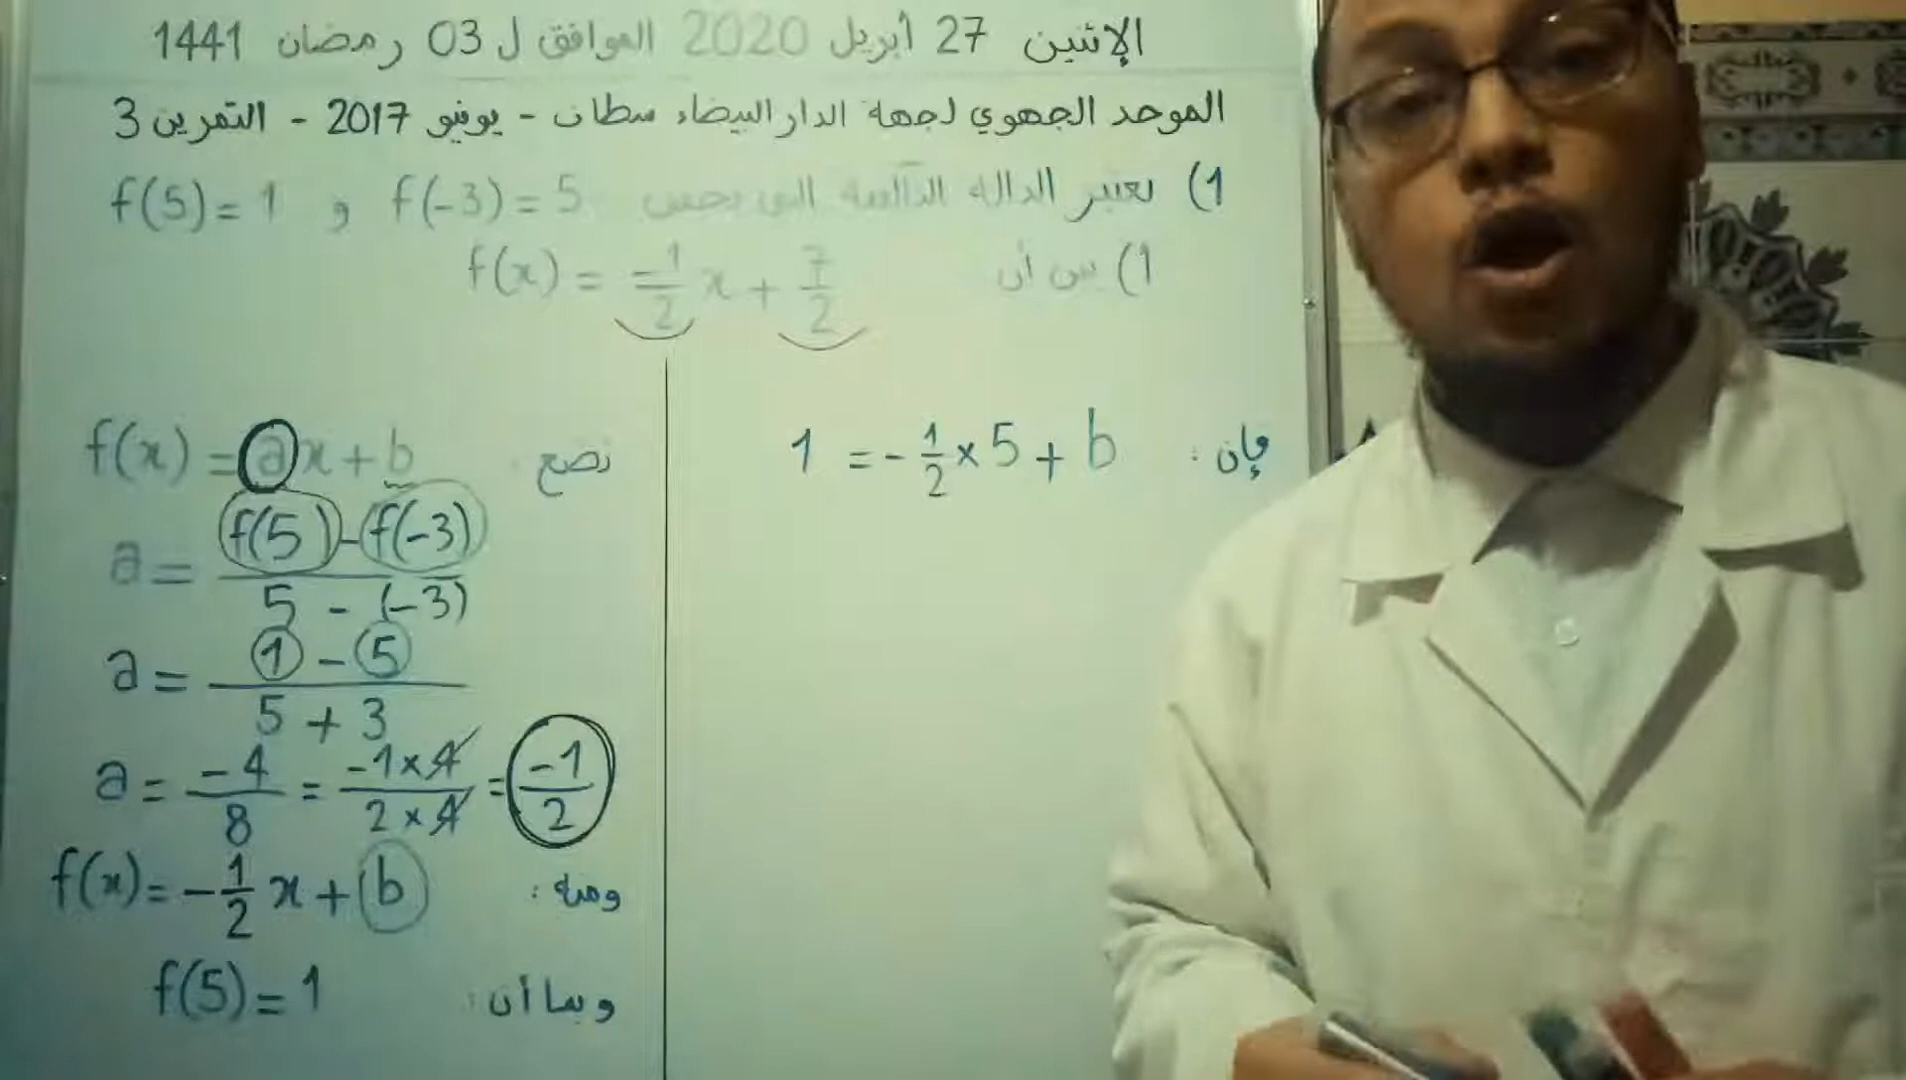 الإثنين 27 أبريل 2020 الموافق ل 03 رمضان 1441
الموحد الجهوي لجهة الدار البيضاء سطات - يونيو 2017 - التمرين 3
1) نعتبر الدالة التآلفية التي تحقق f(-3) = 5 و f(5) = 1
1) بين أن f(x) = -1/2 x + 7/2
نضع f(x) = ax + b
a = (f(5) - f(-3)) / (5 - (-3))
a = (1 - 5) / (5 + 3)
a = -4/8 = (-1 × 4)/(2 × 4) = -1/2
ومنه : f(x) = -1/2 x + b
وبما أن : f(5) = 1
فإن : 1 = -1/2 × 5 + b